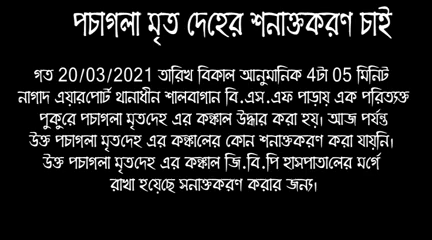 পচাগলা মৃত দেহের শনাক্তকরণ চাই
গত 20/03/2021 তারিখ বিকাল আনুমানিক 4টা 05 মিনিট
নাগাদ এয়ারপোর্ট থানাধীন শালবাগান বি.এস.এফ পাড়ায় এক পরিত্যক্ত
পুকুরে পচাগলা মৃতদেহ এর কঙ্কাল উদ্ধার করা হয়। আজ পর্যন্ত
উক্ত পচাগলা মৃতদেহ এর কঙ্কালের কোন শনাক্তকরণ করা যায়নি।
উক্ত পচাগলা মৃতদেহ এর কঙ্কাল জি.বি.পি হাসপাতালের মর্গে
রাখা হয়েছে সনাক্তকরণ করার জন্য।